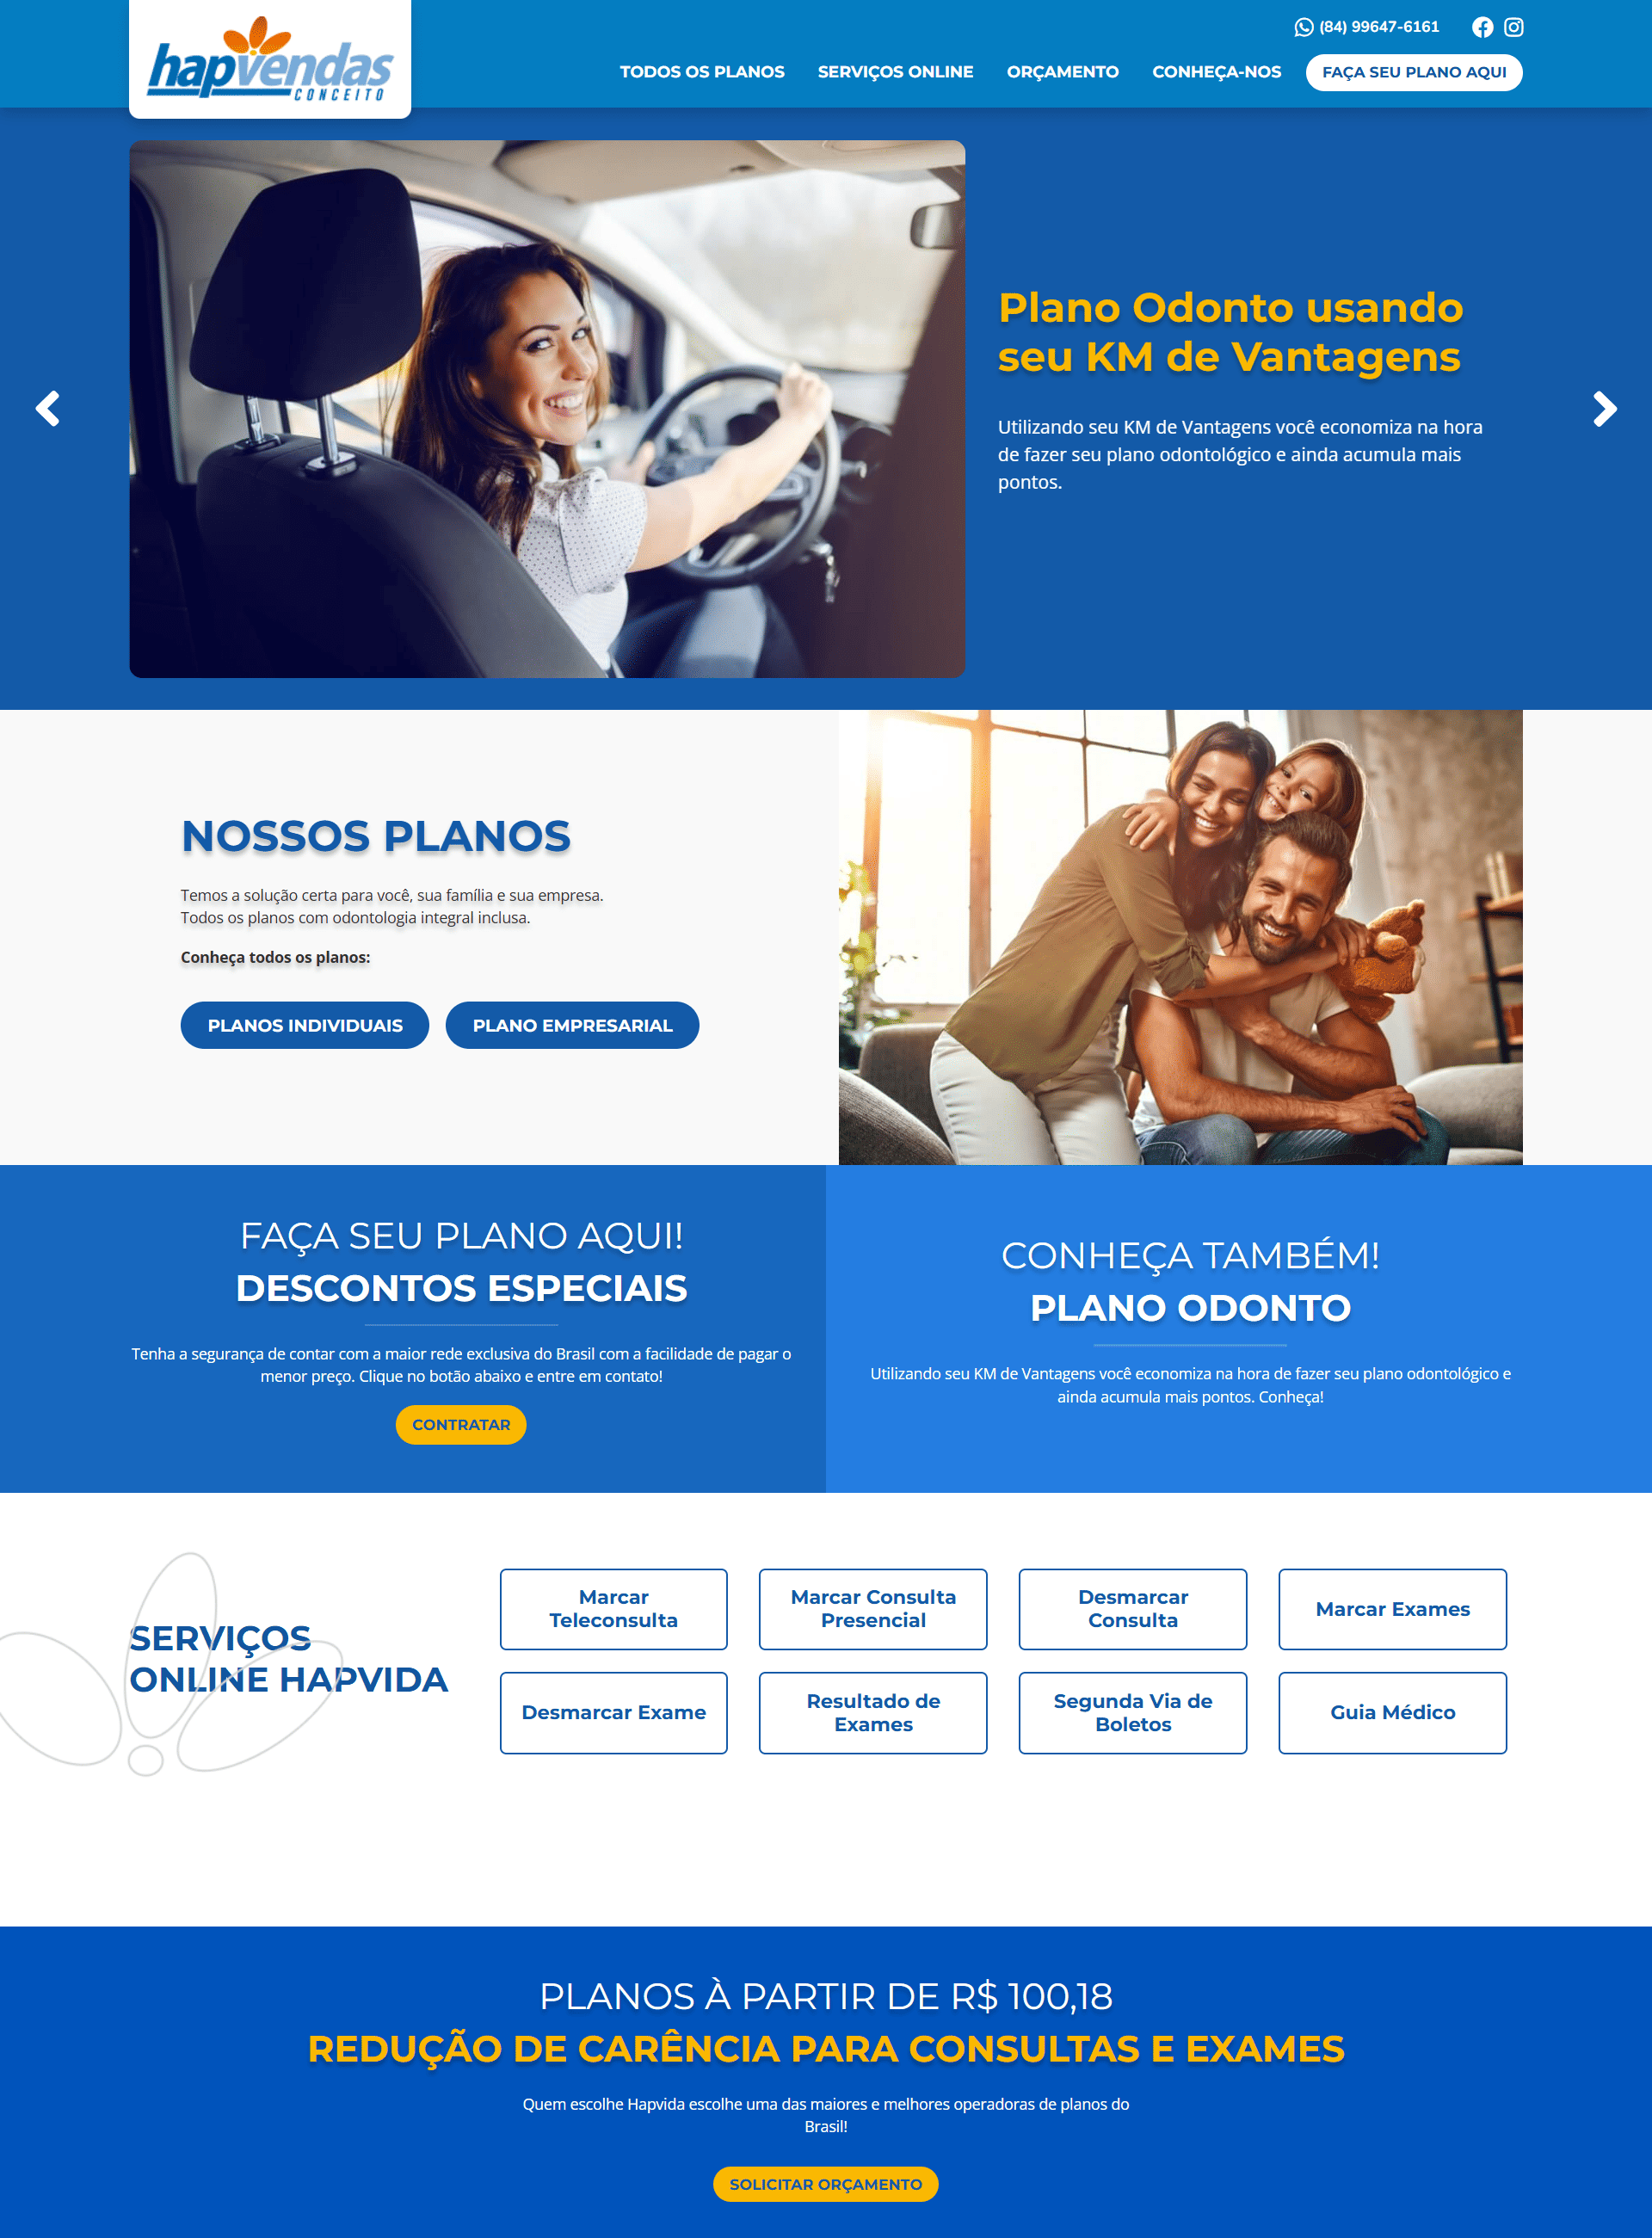 hapvendas
CONCEITO
(84) 99647-6161
TODOS OS PLANOS
SERVIÇOS ONLINE
ORÇAMENTO
CONHEÇA-NOS
FAÇA SEU PLANO AQUI
Plano Odonto usando
seu KM de Vantagens
Utilizando seu KM de Vantagens você economiza na hora
de fazer seu plano odontológico e ainda acumula mais
pontos.
NOSSOS PLANOS
Temos a solução certa para você, sua família e sua empresa.
Todos os planos com odontologia integral inclusa.
Conheça todos os planos:
PLANOS INDIVIDUAIS
PLANO EMPRESARIAL
FAÇA SEU PLANO AQUI!
DESCONTOS ESPECIAIS
Tenha a segurança de contar com a maior rede exclusiva do Brasil com a facilidade de pagar o
menor preço. Clique no botão abaixo e entre em contato!
CONTRATAR
CONHEÇA TAMBÉM!
PLANO ODONTO
Utilizando seu KM de Vantagens você economiza na hora de fazer seu plano odontológico e
ainda acumula mais pontos. Conheça!
SERVIÇOS
ONLINE HAPVIDA
Marcar
Teleconsulta
Marcar Consulta
Presencial
Desmarcar
Consulta
Marcar Exames
Desmarcar Exame
Resultado de
Exames
Segunda Via de
Boletos
Guia Médico
PLANOS À PARTIR DE R$ 100,18
REDUÇÃO DE CARÊNCIA PARA CONSULTAS E EXAMES
Quem escolhe Hapvida escolhe uma das maiores e melhores operadoras de planos do
Brasil!
SOLICITAR ORÇAMENTO